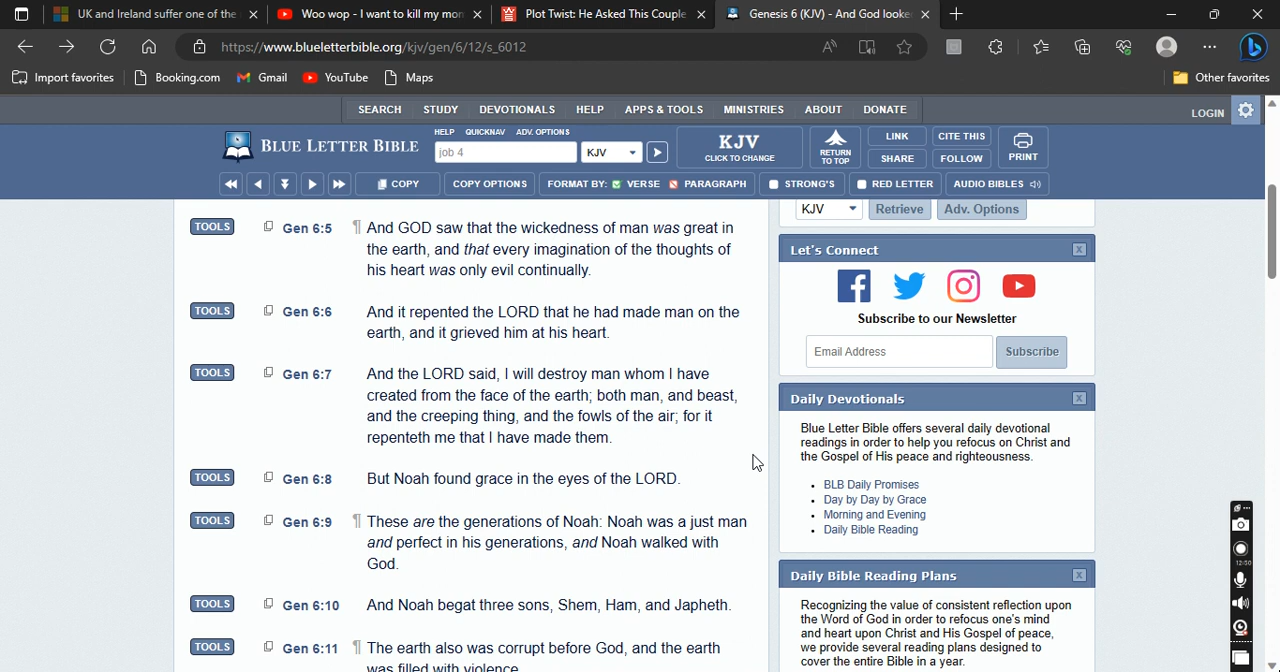 UK and Ireland suffer one of the
Woo wop - I want to kill my mom
Plot Twist: He Asked This Couple
Genesis 6 (KJV) - And God looke
https://www.blueletterbible.org/kjv/gen/6/12/s_6012
Import favorites
Booking.com
Gmail
YouTube
Maps
Other favorites
SEARCH STUDY DEVOTIONALS HELP APPS & TOOLS MINISTRIES ABOUT DONATE
LOGIN
BLUE LETTER BIBLE
HELP QUICKNAV ADV. OPTIONS
job 4
KJV
KJV
CLICK TO CHANGE
RETURN
TO TOP
LINK
CITE THIS
SHARE
FOLLOW
PRINT
COPY
COPY OPTIONS
FORMAT BY: VERSE PARAGRAPH
STRONG'S
RED LETTER
AUDIO BIBLES
TOOLS Gen 6:5 ¶ And GOD saw that the wickedness of man was great in
the earth, and that every imagination of the thoughts of
his heart was only evil continually.
TOOLS Gen 6:6 And it repented the LORD that he had made man on the
earth, and it grieved him at his heart.
TOOLS Gen 6:7 And the LORD said, I will destroy man whom I have
created from the face of the earth; both man, and beast,
and the creeping thing, and the fowls of the air; for it
repenteth me that I have made them.
TOOLS Gen 6:8 But Noah found grace in the eyes of the LORD.
TOOLS Gen 6:9 ¶ These are the generations of Noah: Noah was a just man
and perfect in his generations, and Noah walked with
God.
TOOLS Gen 6:10 And Noah begat three sons, Shem, Ham, and Japheth.
TOOLS Gen 6:11 ¶ The earth also was corrupt before God, and the earth
was filled with violence.
KJV
Retrieve
Adv. Options
Let's Connect
Subscribe to our Newsletter
Email Address
Subscribe
Daily Devotionals
Blue Letter Bible offers several daily devotional
readings in order to help you refocus on Christ and
the Gospel of His peace and righteousness.
BLB Daily Promises
Day by Day by Grace
Morning and Evening
Daily Bible Reading
Daily Bible Reading Plans
Recognizing the value of consistent reflection upon
the Word of God in order to refocus one's mind
and heart upon Christ and His Gospel of peace,
we provide several reading plans designed to
cover the entire Bible in a year.
12:50